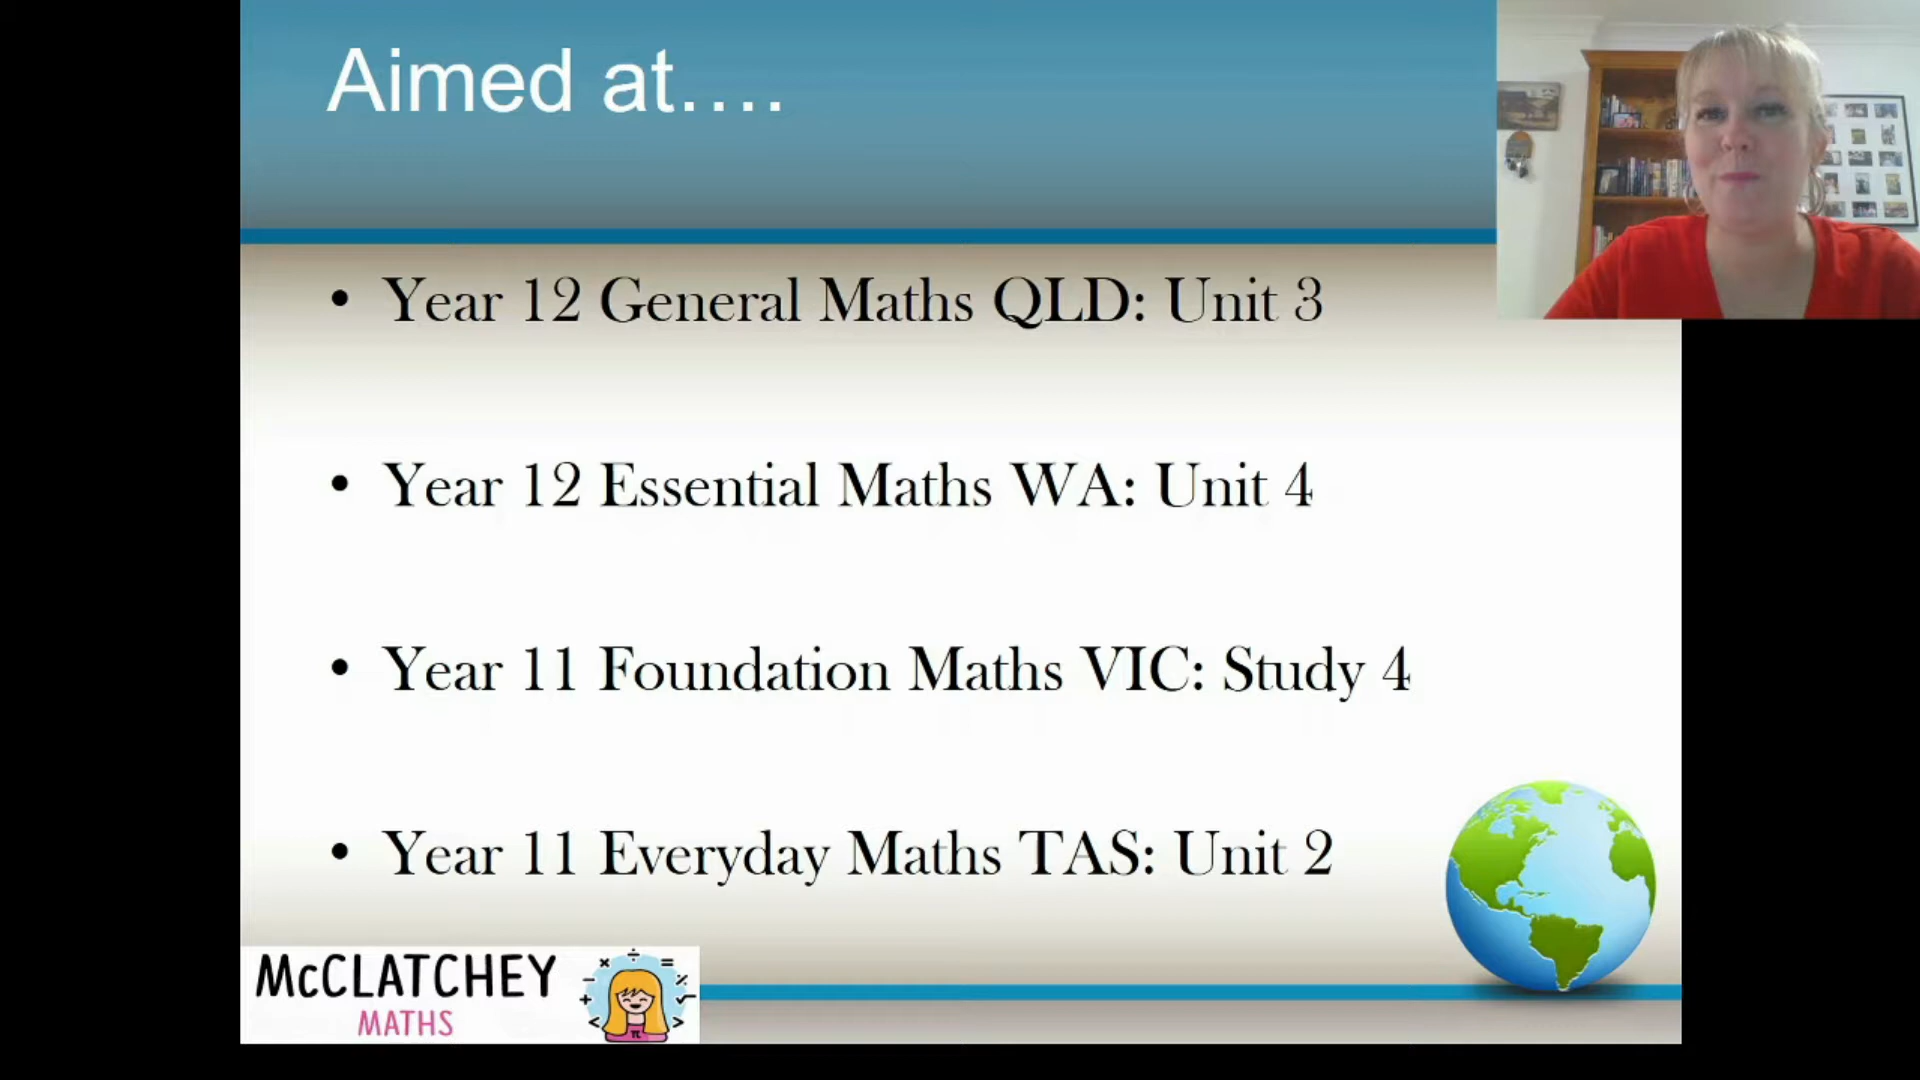 Aimed at....
• Year 12 General Maths QLD: Unit 3
• Year 12 Essential Maths WA: Unit 4
• Year 11 Foundation Maths VIC: Study 4
• Year 11 Everyday Maths TAS: Unit 2
McCLATCHEY
MATHS